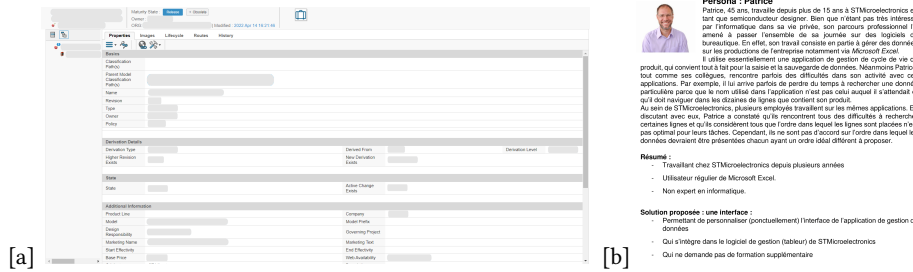 Maturity State: Release
Owner
Modified : 2022 Apr 14 16:21:46
Properties Images Lifecycle Routes History
Basics
Classification Path(s)
Parent Model Classification Path(s)
Name
Revision
Type
Owner
Policy
Derivation Details
Derivation Type Derived From Derivation Level
Higher Revision Exists New Derivation Exists
State
State Active Change Exists
Additional Information
Product Line Company
Model Model Prefix
Design Responsibility Governing Project
Marketing Name Marketing Text
Start Effectivity End Effectivity
Base Price Web Availability
[a]
Persona : Patrice
Patrice, 45 ans, travaille depuis plus de 15 ans à STMicroelectronics e
tant que semiconducteur designer. Bien que n'étant pas très intéress
par l'informatique dans sa vie privée, son parcours professionnel l'
amené à passer l'ensemble de sa journée sur des logiciels d
bureautique. En effet, son travail consiste en partie à gérer des donnée
sur les productions de l'entreprise notamment via Microsoft Excel.
Il utilise essentiellement une application de gestion de cycle de vie d
produit, qui convient tout à fait pour la saisie et la sauvegarde de données. Néanmoins Patric
tout comme ses collègues, rencontre parfois des difficultés dans son activité avec ce
applications. Par exemple, il lui arrive parfois de perdre du temps à rechercher une donné
particulière parce que le nom utilisé dans l'application n'est pas celui auquel il s'attendait o
qu'il doit naviguer dans les dizaines de lignes que contient son produit.
Au sein de STMicroelectronics, plusieurs employés travaillent sur les mêmes applications. E
discutant avec eux, Patrice a constaté qu'ils rencontrent tous des difficultés à recherche
certaines lignes et qu'ils considèrent tous que l'ordre dans lequel les lignes sont placées n'e
pas optimal pour leurs tâches. Cependant, ils ne sont pas d'accord sur l'ordre dans lequel le
données devraient être présentées chacun ayant un ordre idéal différent à proposer.
Résumé :
- Travaillant chez STMicroelectronics depuis plusieurs années
- Utilisateur régulier de Microsoft Excel.
- Non expert en informatique.
Solution proposée : une interface :
- Permettant de personnaliser (ponctuellement) l'interface de l'application de gestion d
données
- Qui s'intègre dans le logiciel de gestion (tableur) de STMicroelectronics
- Qui ne demande pas de formation supplémentaire
[b]